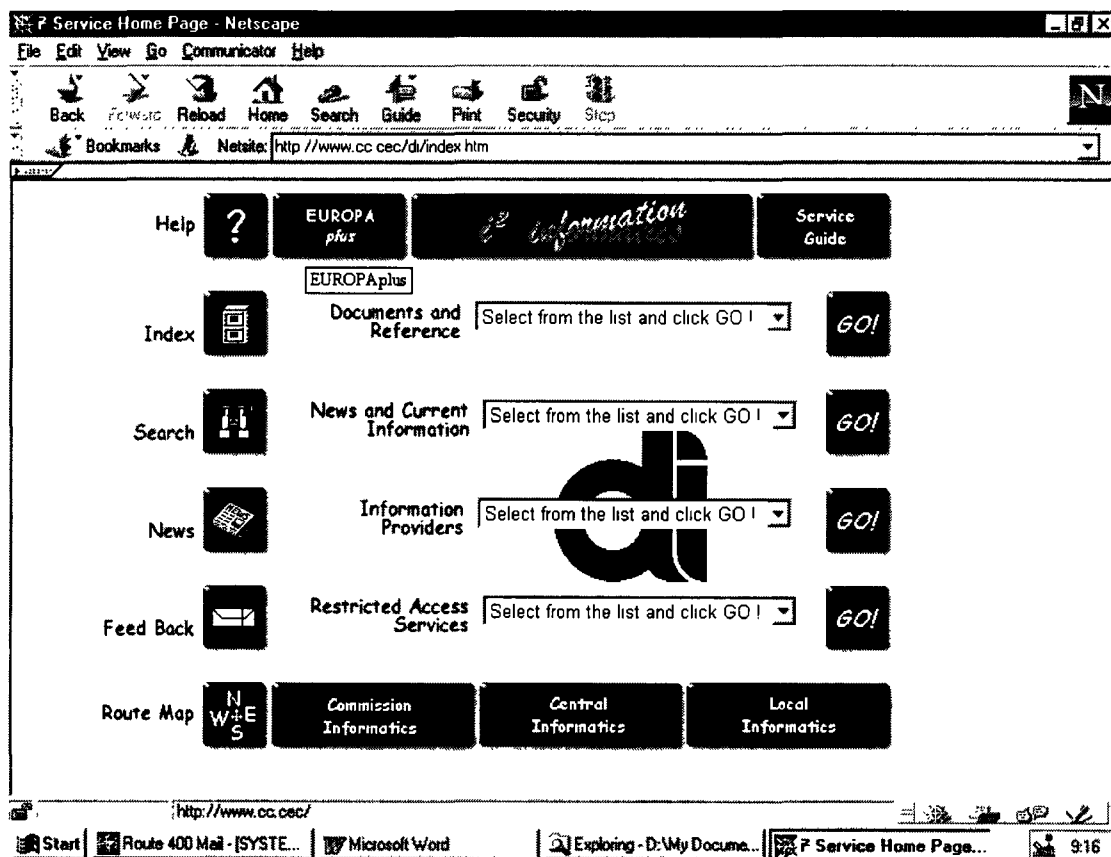 i² Service Home Page - Netscape
File Edit View Go Communicator Help
Back Forward Reload Home Search Guide Print Security Stop
Bookmarks Netsite: http //www.cc cec/di/index htm
Help ? EUROPA plus i² information Service Guide
EUROPAplus
Index Documents and Reference Select from the list and click GO ! GO!
Search News and Current Information Select from the list and click GO ! GO!
News Information Providers Select from the list and click GO ! GO!
di
Feed Back Restricted Access Services Select from the list and click GO ! GO!
Route Map N W E S Commission Informatics Central Informatics Local Informatics
http://www.cc.cec/
Start Route 400 Mail - [SYSTE... Microsoft Word Exploring - D:\My Docume... i² Service Home Page... 9:16